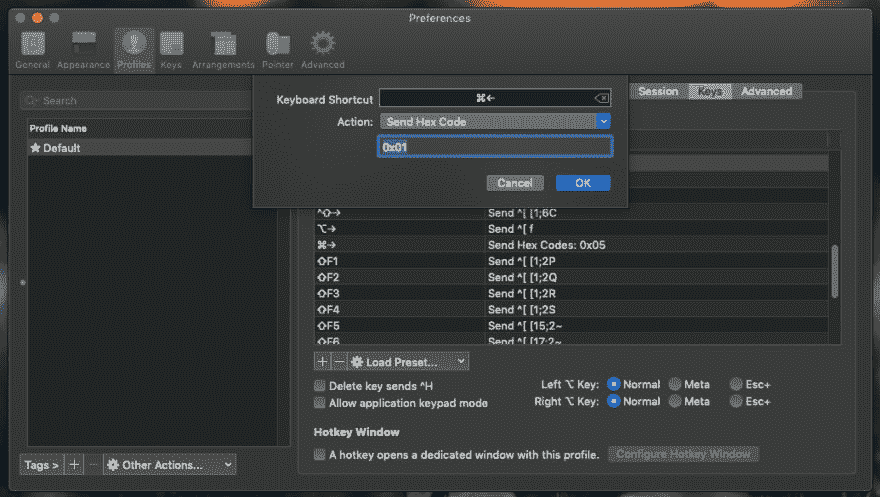 Preferences
General Appearance Profiles Keys Arrangements Pointer Advanced
Search
Profile Name
★ Default
Keyboard Shortcut ⌘←
Action: Send Hex Code
0x01
Cancel OK
Session Keys Advanced
^⇧→ Send ^[ [1;6C
⌥→ Send ^[ f
⌘→ Send Hex Codes: 0x05
⇧F1 Send ^[ [1;2P
⇧F2 Send ^[ [1;2Q
⇧F3 Send ^[ [1;2R
⇧F4 Send ^[ [1;2S
⇧F5 Send ^[ [15;2~
⇧F6 Send ^[ [17;2~
+ − Load Preset...
Delete key sends ^H
Allow application keypad mode
Left ⌥ Key: Normal Meta Esc+
Right ⌥ Key: Normal Meta Esc+
Hotkey Window
A hotkey opens a dedicated window with this profile. Configure Hotkey Window
Tags > + − Other Actions...